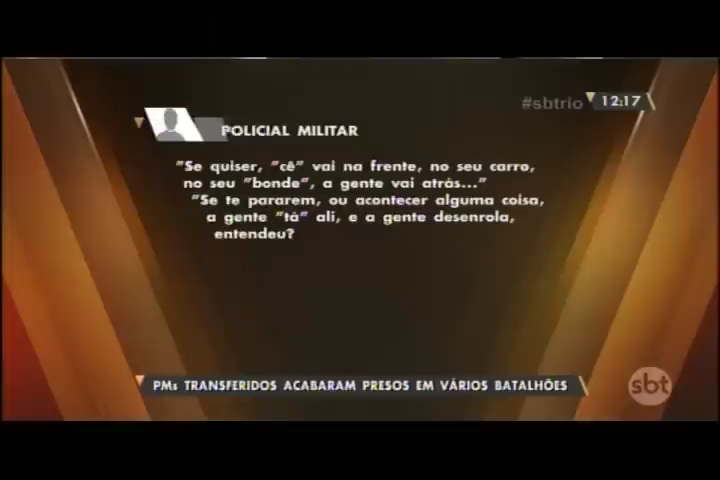 #sbtrio 12:17
POLICIAL MILITAR
"Se quiser, "cê" vai na frente, no seu carro,
no seu "bonde", a gente vai atrás..."
"Se te pararem, ou acontecer alguma coisa,
a gente "tá" ali, e a gente desenrola,
entendeu?
PMs TRANSFERIDOS ACABARAM PRESOS EM VÁRIOS BATALHÕES
sbt